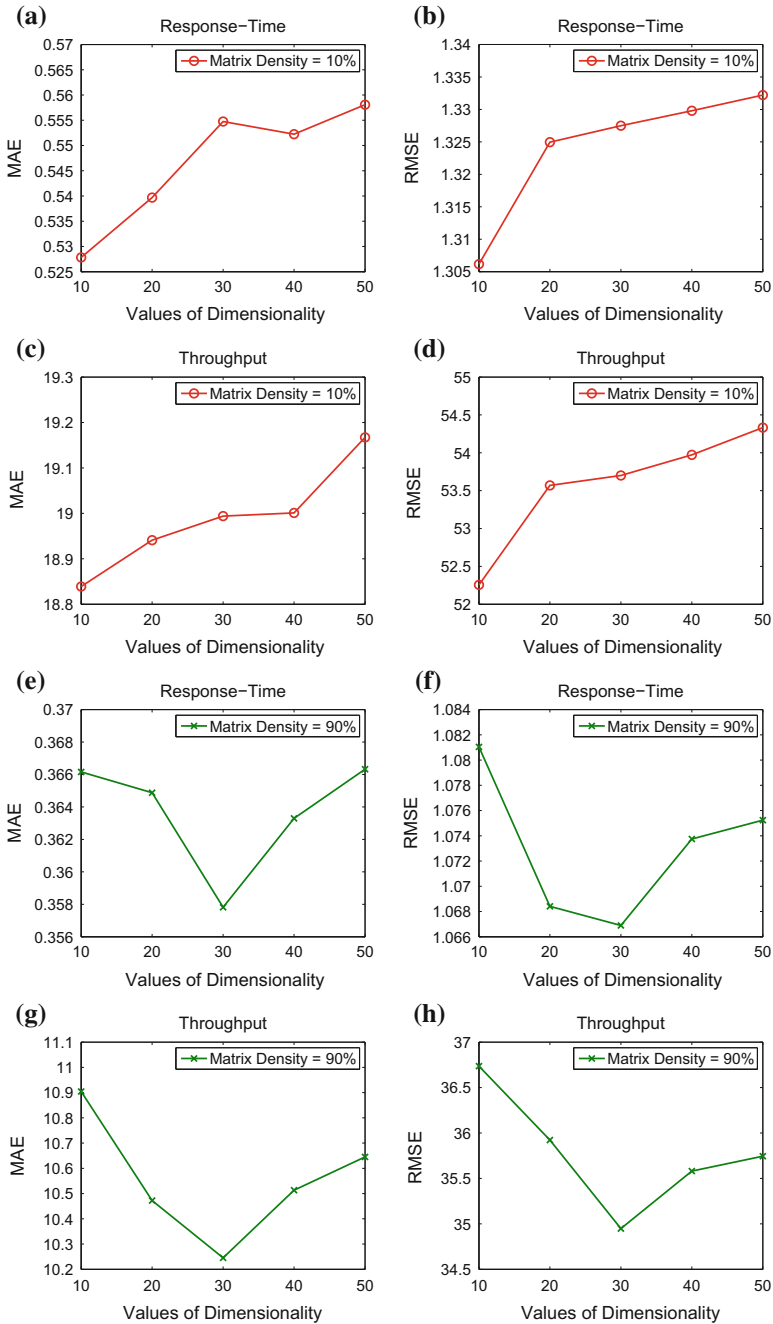 (a)
Response-Time
0.57
0.565
0.56
0.555
0.55
0.545
0.54
0.535
0.53
0.525
MAE
Matrix Density = 10%
10 20 30 40 50
Values of Dimensionality
(b)
Response-Time
1.34
1.335
1.33
1.325
1.32
1.315
1.31
1.305
RMSE
Matrix Density = 10%
10 20 30 40 50
Values of Dimensionality
(c)
Throughput
19.3
19.2
19.1
19
18.9
18.8
MAE
Matrix Density = 10%
10 20 30 40 50
Values of Dimensionality
(d)
Throughput
55
54.5
54
53.5
53
52.5
52
RMSE
Matrix Density = 10%
10 20 30 40 50
Values of Dimensionality
(e)
Response-Time
0.37
0.368
0.366
0.364
0.362
0.36
0.358
0.356
MAE
Matrix Density = 90%
10 20 30 40 50
Values of Dimensionality
(f)
Response-Time
1.084
1.082
1.08
1.078
1.076
1.074
1.072
1.07
1.068
1.066
RMSE
Matrix Density = 90%
10 20 30 40 50
Values of Dimensionality
(g)
Throughput
11.1
11
10.9
10.8
10.7
10.6
10.5
10.4
10.3
10.2
MAE
Matrix Density = 90%
10 20 30 40 50
Values of Dimensionality
(h)
Throughput
37
36.5
36
35.5
35
34.5
RMSE
Matrix Density = 90%
10 20 30 40 50
Values of Dimensionality